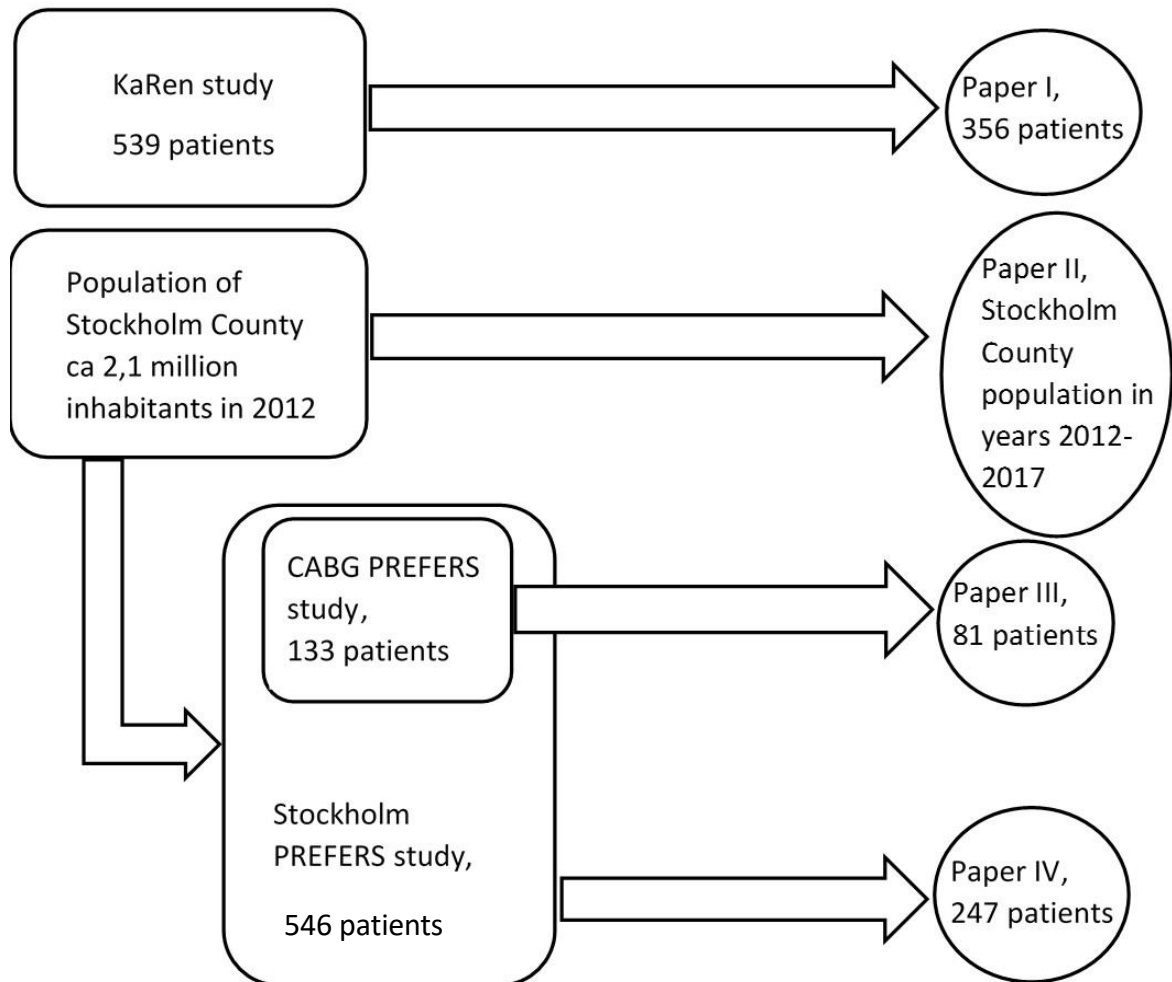 KaRen study
539 patients
Paper I,
356 patients
Population of
Stockholm County
ca 2,1 million
inhabitants in 2012
Paper II,
Stockholm
County
population in
years 2012-
2017
CABG PREFERS
study,
133 patients
Paper III,
81 patients
Stockholm
PREFERS study,
546 patients
Paper IV,
247 patients